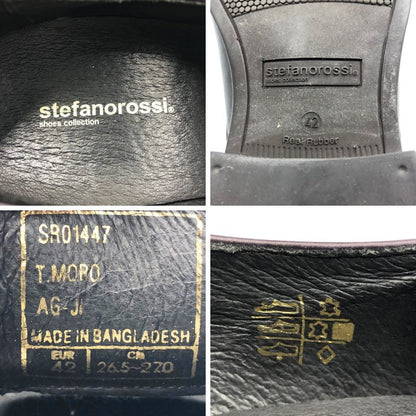 stefanorossi®
shoes collection
stefanorossi®
shoes collection
42
Real Rubber
SR01447
T.MORO
AG-J
MADE IN BANGLADESH
EUR CM
42 26.5-27.0